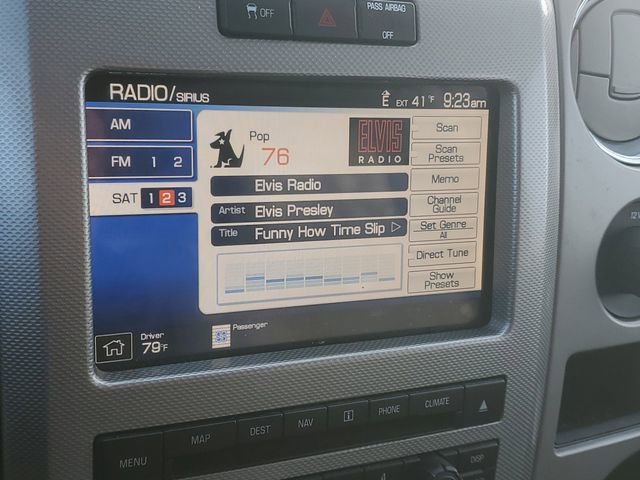 OFF
PASS AIRBAG
OFF
RADIO/SIRIUS
E EXT 41°F 9:23am
AM
FM 1 2
SAT 1 2 3
Pop
76
ELVIS
RADIO
Elvis Radio
Artist Elvis Presley
Title Funny How Time Slip
Scan
Scan
Presets
Memo
Channel
Guide
Set Genre
All
Direct Tune
Show
Presets
Driver
79°F
Passenger
MENU
MAP
DEST
NAV
i
PHONE
CLIMATE
DISP
12V